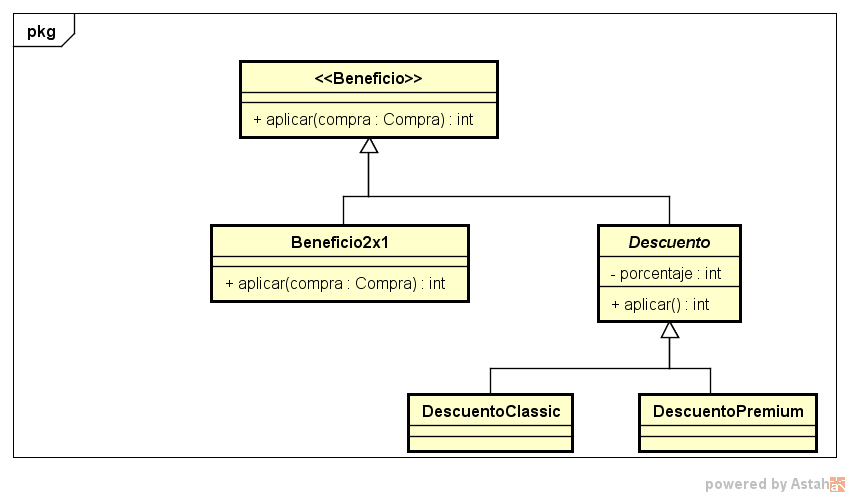 pkg
<<Beneficio>>
+ aplicar(compra : Compra) : int
Beneficio2x1
+ aplicar(compra : Compra) : int
Descuento
- porcentaje : int
+ aplicar() : int
DescuentoClassic
DescuentoPremium
powered by Astah